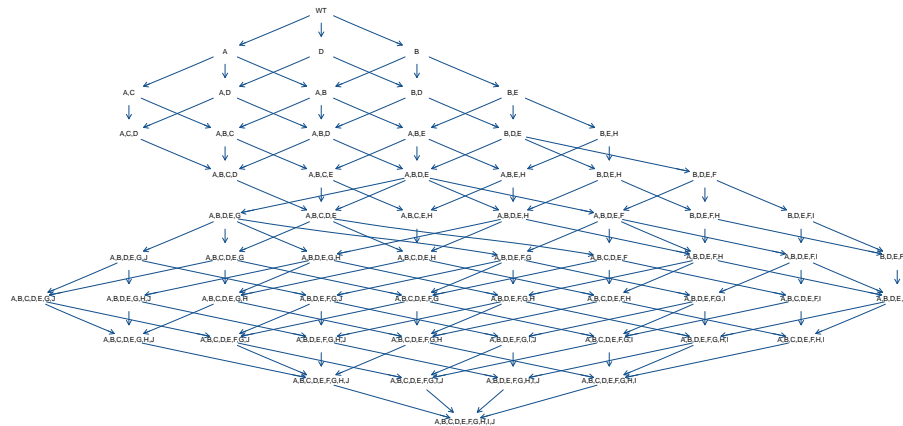 WT
A D B
A,C A,D A,B B,D B,E
A,C,D A,B,C A,B,D A,B,E B,D,E B,E,H
A,B,C,D A,B,C,E A,B,D,E A,B,E,H B,D,E,H B,D,E,F
A,B,D,E,G A,B,C,D,E A,B,C,E,H A,B,D,E,H A,B,D,E,F B,D,E,F,H B,D,E,F,I
A,B,D,E,G,J A,B,C,D,E,G A,B,D,E,G,H A,B,C,D,E,H A,B,D,E,F,G A,B,C,D,E,F A,B,D,E,F,H A,B,D,E,F,I B,D,E,F
A,B,C,D,E,G,J A,B,D,E,G,H,J A,B,C,D,E,G,H A,B,D,E,F,G,J A,B,C,D,E,F,G A,B,D,E,F,G,H A,B,C,D,E,F,H A,B,D,E,F,G,I A,B,C,D,E,F,I A,B,D,E,
A,B,C,D,E,G,H,J A,B,C,D,E,F,G,J A,B,D,E,F,G,H,J A,B,C,D,E,F,G,H A,B,D,E,F,G,I,J A,B,C,D,E,F,G,I A,B,D,E,F,G,H,I A,B,C,D,E,F,H,I
A,B,C,D,E,F,G,H,J A,B,C,D,E,F,G,I,J A,B,D,E,F,G,H,I,J A,B,C,D,E,F,G,H,I
A,B,C,D,E,F,G,H,I,J